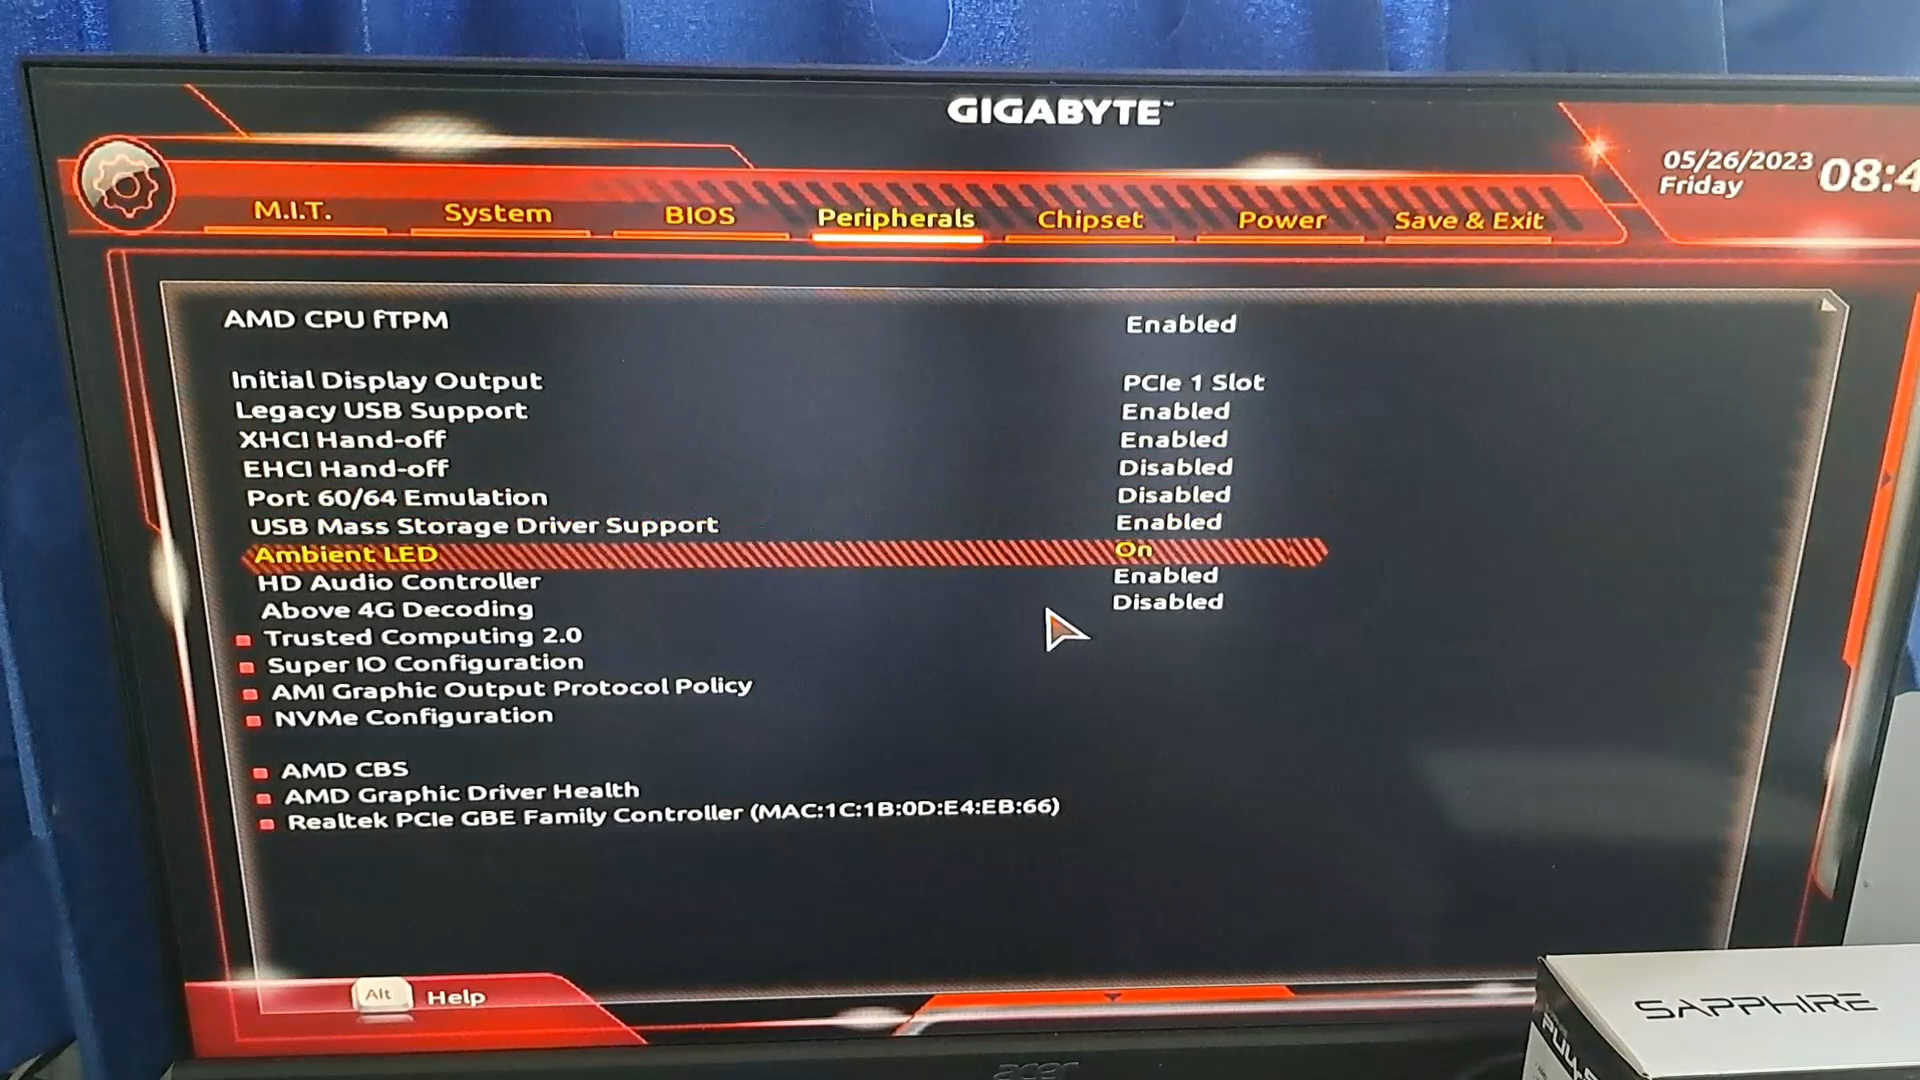 GIGABYTE™
05/26/2023
Friday
08:4
M.I.T. System BIOS Peripherals Chipset Power Save & Exit
AMD CPU fTPM Enabled
Initial Display Output PCIe 1 Slot
Legacy USB Support Enabled
XHCI Hand-off Enabled
EHCI Hand-off Disabled
Port 60/64 Emulation Disabled
USB Mass Storage Driver Support Enabled
Ambient LED On
HD Audio Controller Enabled
Above 4G Decoding Disabled
Trusted Computing 2.0
Super IO Configuration
AMI Graphic Output Protocol Policy
NVMe Configuration
AMD CBS
AMD Graphic Driver Health
Realtek PCIe GBE Family Controller (MAC:1C:1B:0D:E4:EB:66)
Alt Help
SAPPHIRE
acer